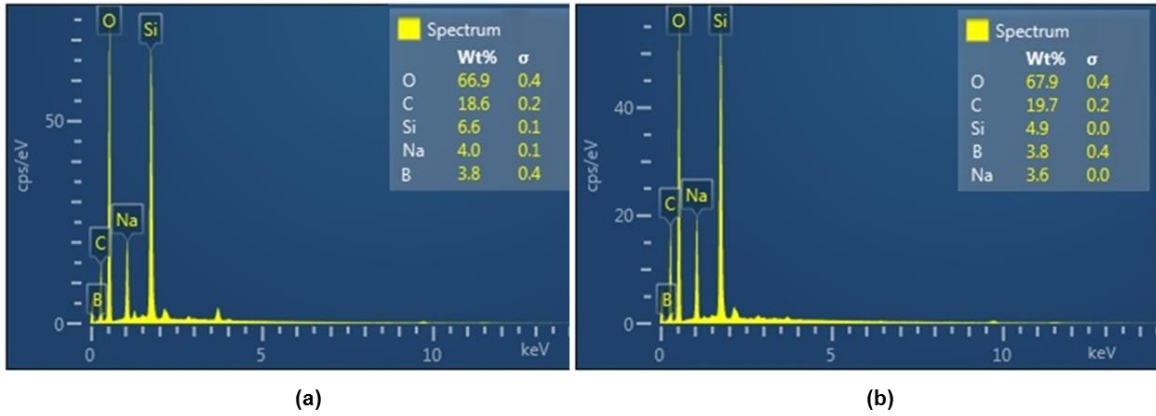 O
Si
C
Na
B
Spectrum
Wt% σ
O 66.9 0.4
C 18.6 0.2
Si 6.6 0.1
Na 4.0 0.1
B 3.8 0.4
cps/eV
50
0
0 5 10 keV
(a)
O
Si
C
Na
B
Spectrum
Wt% σ
O 67.9 0.4
C 19.7 0.2
Si 4.9 0.0
B 3.8 0.4
Na 3.6 0.0
cps/eV
40
20
0
0 5 10 keV
(b)